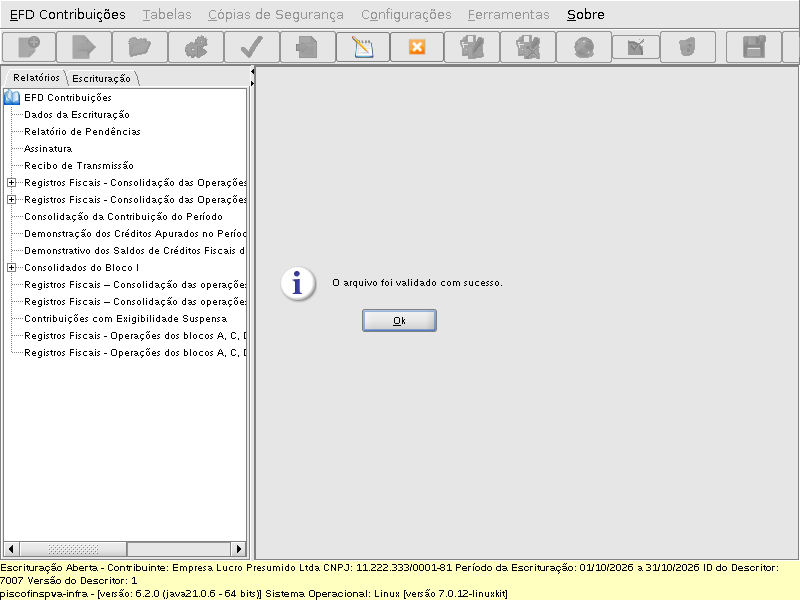 EFD Contribuições Tabelas Cópias de Segurança Configurações Ferramentas Sobre
Relatórios Escrituração
EFD Contribuições
Dados da Escrituração
Relatório de Pendências
Assinatura
Recibo de Transmissão
Registros Fiscais - Consolidação das Operações
Registros Fiscais - Consolidação das Operações
Consolidação da Contribuição do Período
Demonstração dos Créditos Apurados no Períod
Demonstrativo dos Saldos de Créditos Fiscais d
Consolidados do Bloco I
Registros Fiscais – Consolidação das operaçõe
Registros Fiscais – Consolidação das operaçõe
Contribuições com Exigibilidade Suspensa
Registros Fiscais - Operações dos blocos A, C, D
Registros Fiscais - Operações dos blocos A, C, D
O arquivo foi validado com sucesso.
Ok
Escrituração Aberta - Contribuinte: Empresa Lucro Presumido Ltda CNPJ: 11.222.333/0001-81 Período da Escrituração: 01/10/2026 a 31/10/2026 ID do Descritor:
7007 Versão do Descritor: 1
piscofinspva-infra - [versão: 6.2.0 (java21.0.6 - 64 bits)] Sistema Operacional: Linux [versão 7.0.12-linuxkit]